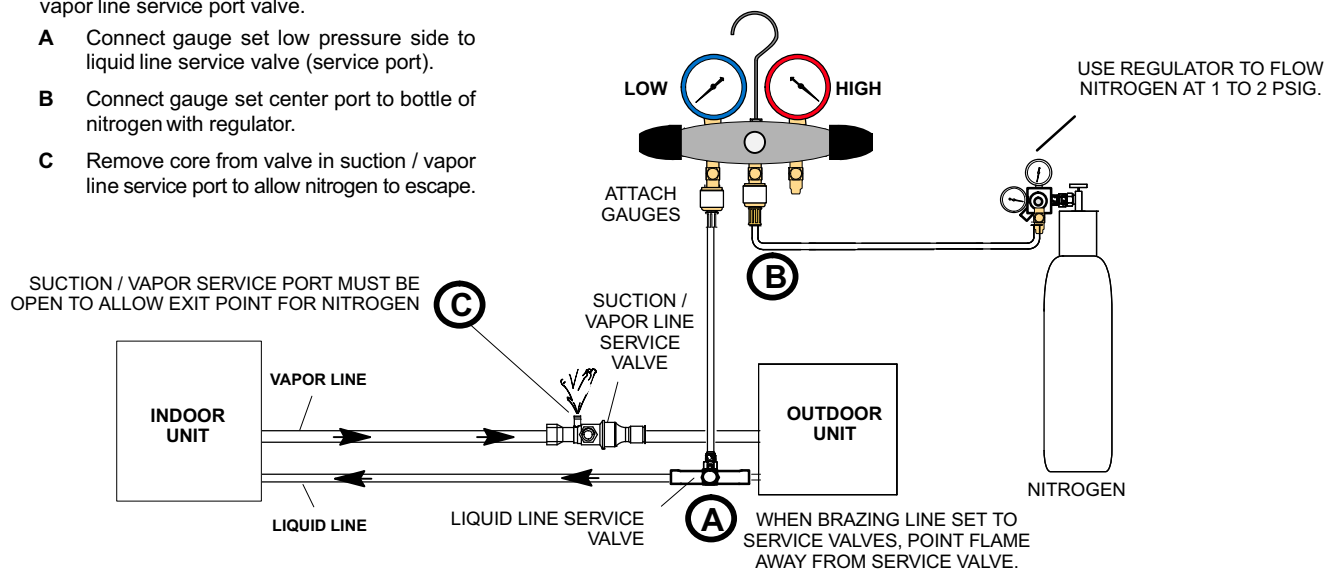 vapor line service port valve.
A Connect gauge set low pressure side to
liquid line service valve (service port).
B Connect gauge set center port to bottle of
nitrogen with regulator.
C Remove core from valve in suction / vapor
line service port to allow nitrogen to escape.
LOW
HIGH
USE REGULATOR TO FLOW
NITROGEN AT 1 TO 2 PSIG.
ATTACH
GAUGES
B
SUCTION / VAPOR SERVICE PORT MUST BE
OPEN TO ALLOW EXIT POINT FOR NITROGEN
C
SUCTION /
VAPOR LINE
SERVICE
VALVE
VAPOR LINE
INDOOR
UNIT
OUTDOOR
UNIT
NITROGEN
LIQUID LINE
LIQUID LINE SERVICE
VALVE
A
WHEN BRAZING LINE SET TO
SERVICE VALVES, POINT FLAME
AWAY FROM SERVICE VALVE.